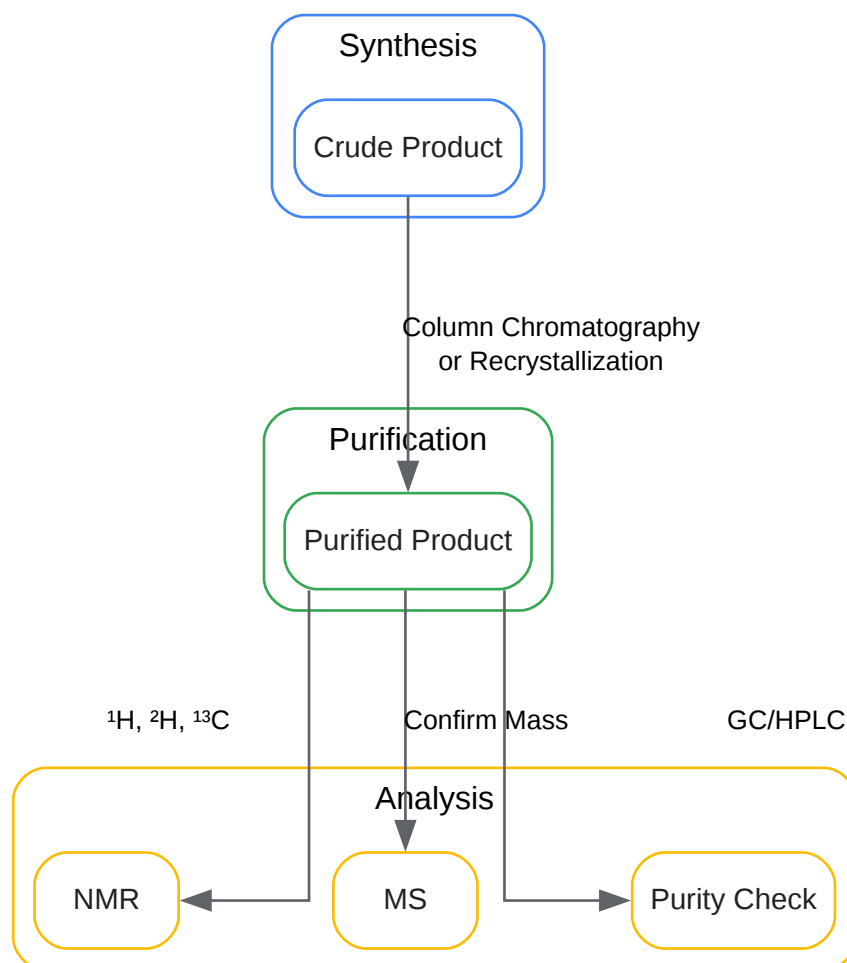 Synthesis
Crude Product
Column Chromatography
or Recrystallization
Purification
Purified Product
¹H, ²H, ¹³C
Confirm Mass
GC/HPLC
Analysis
NMR
MS
Purity Check